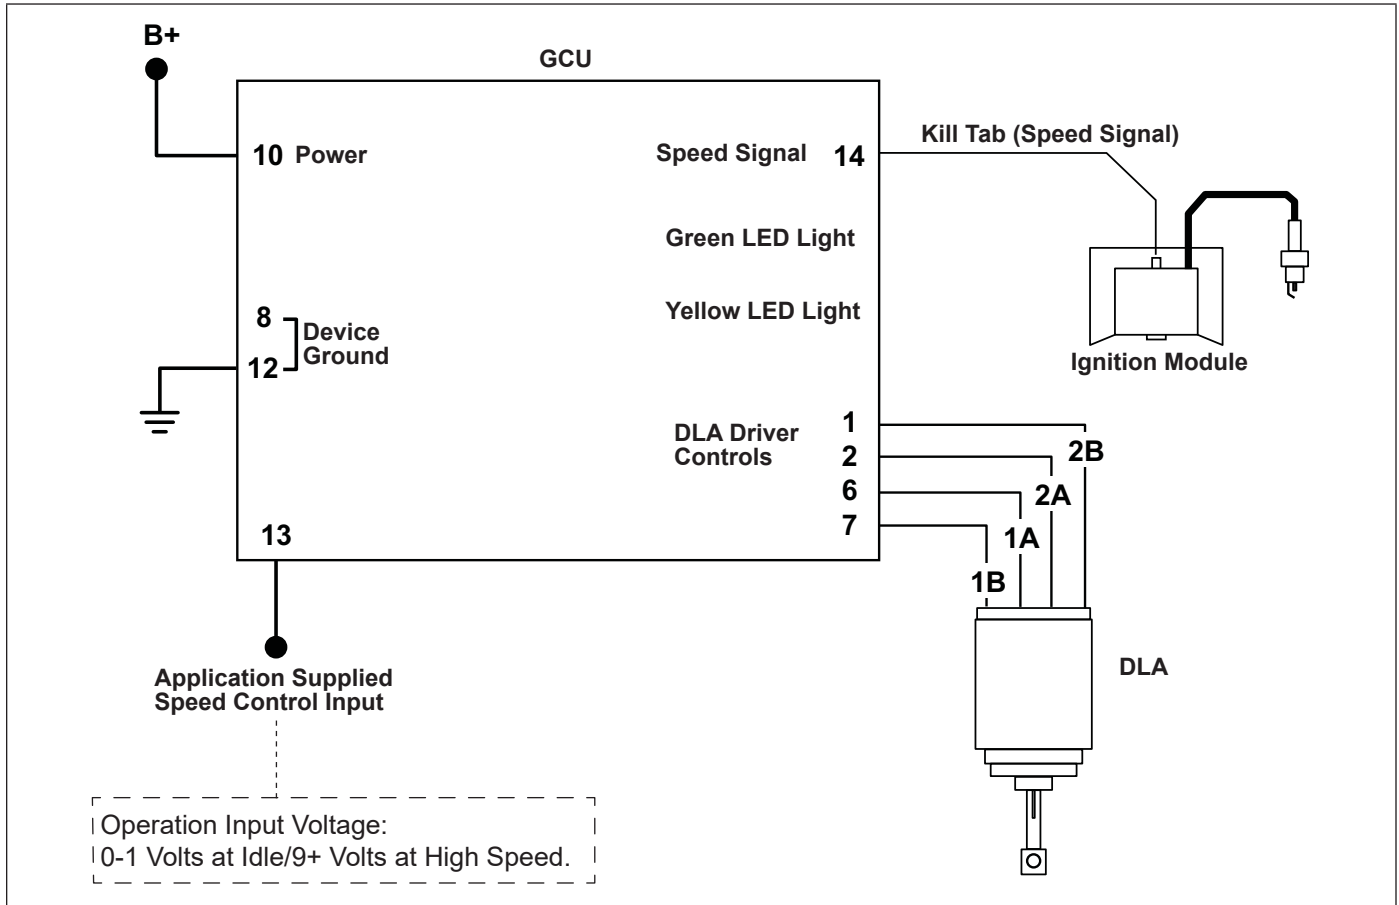 B+
GCU
10 Power
Speed Signal 14
Kill Tab (Speed Signal)
Green LED Light
Yellow LED Light
8
Device
Ground
12
Ignition Module
DLA Driver
Controls
1
2
6
7
2B
2A
1A
1B
13
DLA
Application Supplied
Speed Control Input
Operation Input Voltage:
0-1 Volts at Idle/9+ Volts at High Speed.